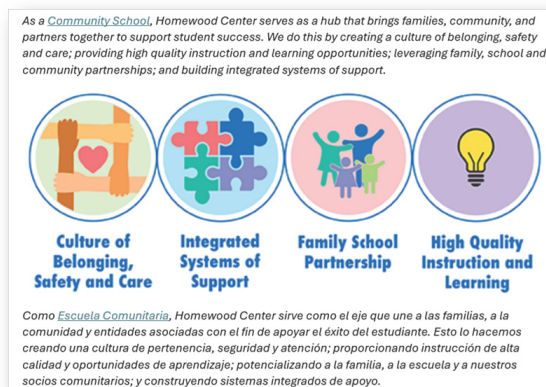 As a Community School, Homewood Center serves as a hub that brings families, community, and
partners together to support student success. We do this by creating a culture of belonging, safety
and care; providing high quality instruction and learning opportunities; leveraging family, school and
community partnerships; and building integrated systems of support.
Culture of
Belonging,
Safety and Care
Integrated
Systems of
Support
Family School
Partnership
High Quality
Instruction and
Learning
Como Escuela Comunitaria, Homewood Center sirve como el eje que une a las familias, a la
comunidad y entidades asociadas con el fin de apoyar el éxito del estudiante. Esto lo hacemos
creando una cultura de pertenencia, seguridad y atención; proporcionando instrucción de alta
calidad y oportunidades de aprendizaje; potencializando a la familia, a la escuela y a nuestros
socios comunitarios; y construyendo sistemas integrados de apoyo.